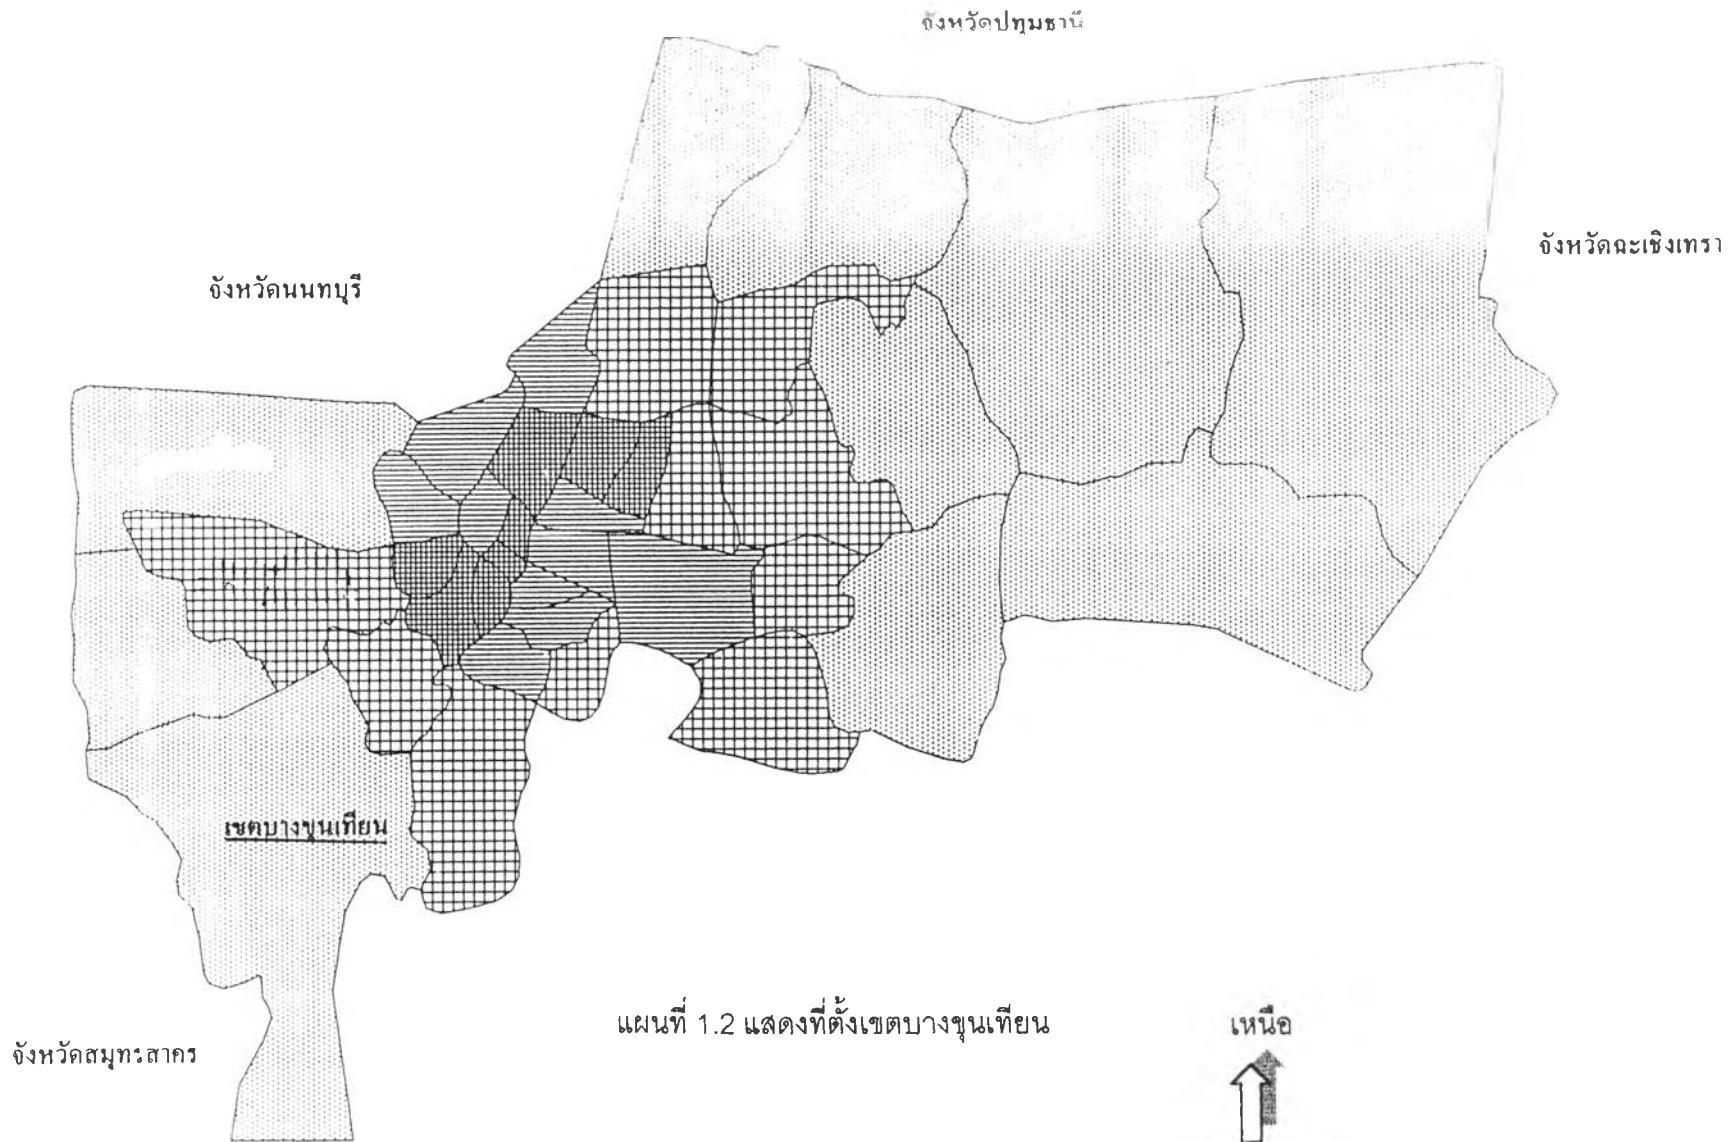 จังหวัดปทุมธานี
จังหวัดฉะเชิงเทรา
จังหวัดนนทบุรี
เขตบางขุนเทียน
แผนที่ 1.2 แสดงที่ตั้งเขตบางขุนเทียน
เหนือ
จังหวัดสมุทรสาคร